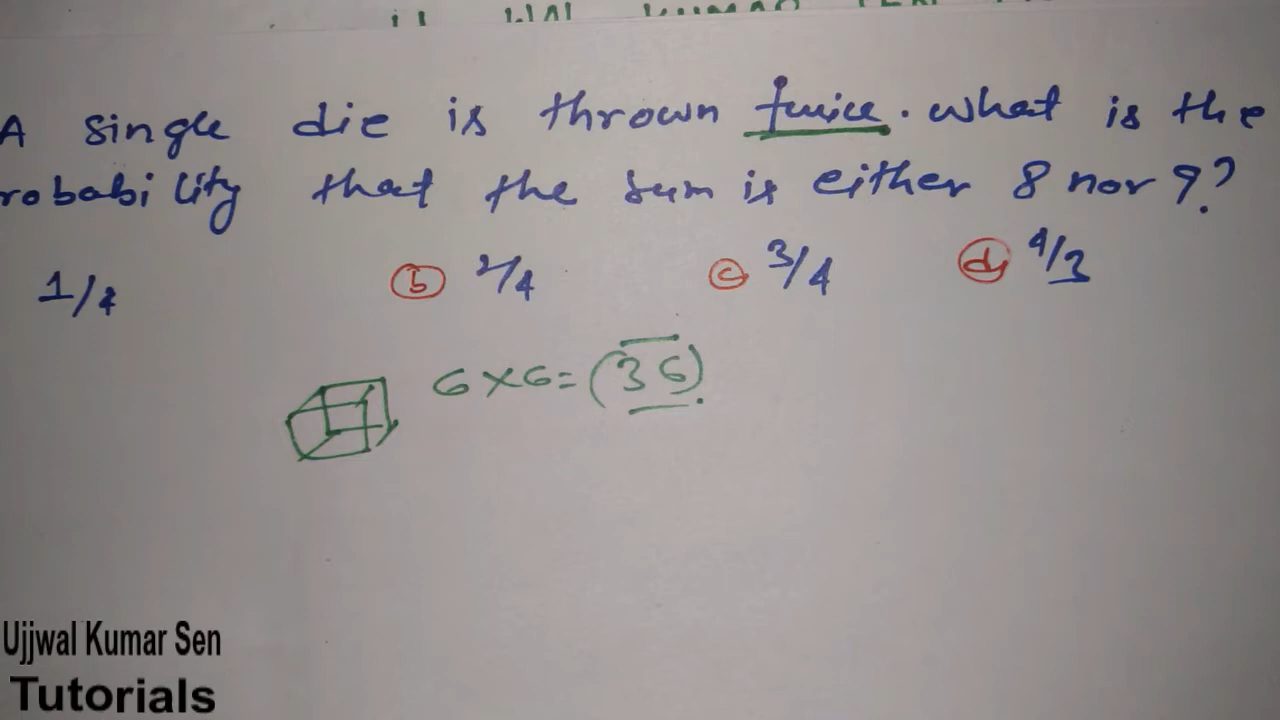 A single die is thrown twice. what is the
robability that the sum is either 8 nor 9?
1/4 (b) 2/4 (c) 3/4 (d) 4/3
6×6=(36)
Ujjwal Kumar Sen
Tutorials